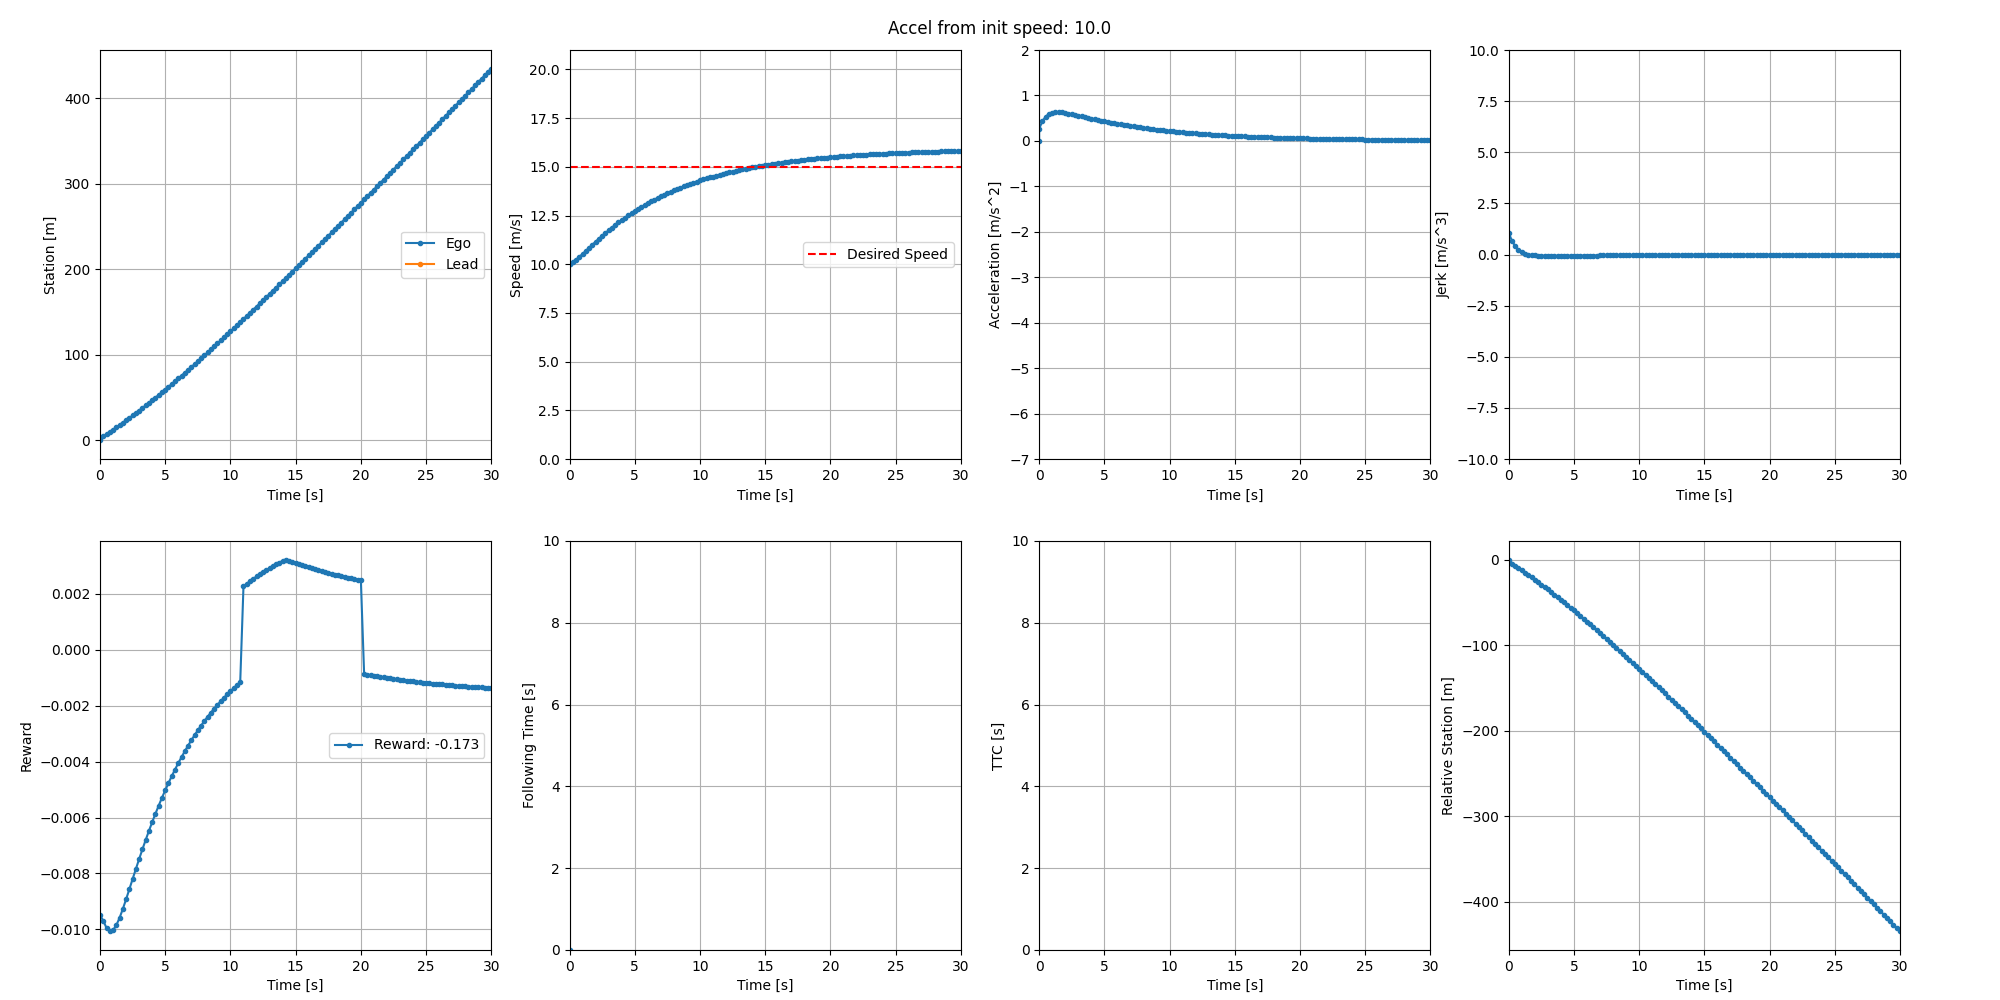 Accel from init speed: 10.0
Station [m]
400
300
200
100
0
Ego
Lead
0 5 10 15 20 25 30
Time [s]
Speed [m/s]
20.0
17.5
15.0
12.5
10.0
7.5
5.0
2.5
0.0
Desired Speed
0 5 10 15 20 25 30
Time [s]
Acceleration [m/s^2]
2
1
0
−1
−2
−3
−4
−5
−6
−7
0 5 10 15 20 25 30
Time [s]
Jerk [m/s^3]
10.0
7.5
5.0
2.5
0.0
−2.5
−5.0
−7.5
−10.0
0 5 10 15 20 25 30
Time [s]
Reward
0.002
0.000
−0.002
−0.004
−0.006
−0.008
−0.010
Reward: -0.173
0 5 10 15 20 25 30
Time [s]
Following Time [s]
10
8
6
4
2
0
0 5 10 15 20 25 30
Time [s]
TTC [s]
10
8
6
4
2
0
0 5 10 15 20 25 30
Time [s]
Relative Station [m]
0
−100
−200
−300
−400
0 5 10 15 20 25 30
Time [s]